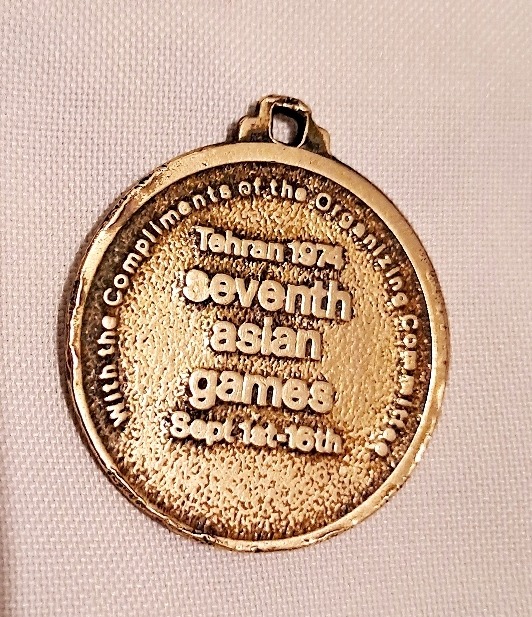 With the Compliments of the Organizing Committee
Tehran 1974
seventh
asian
games
Sept 1st-16th